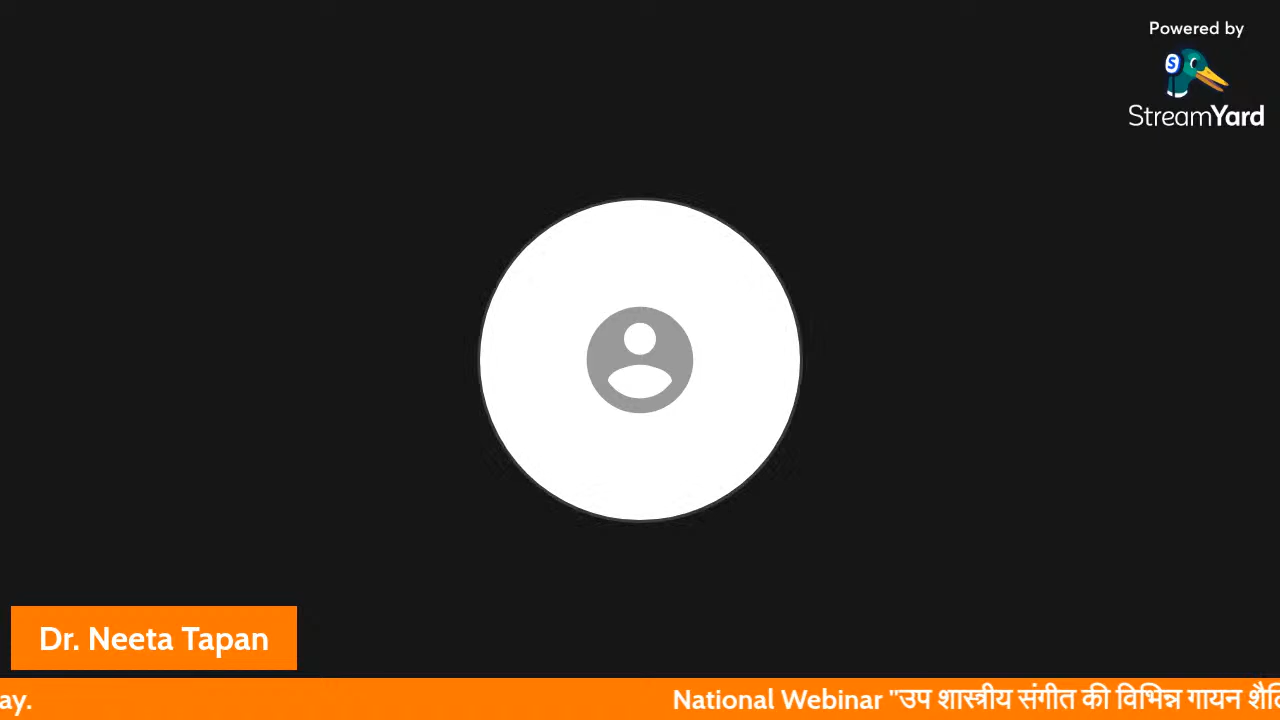 Powered by
S
StreamYard
Dr. Neeta Tapan
ay. National Webinar "उप शास्त्रीय संगीत की विभिन्न गायन